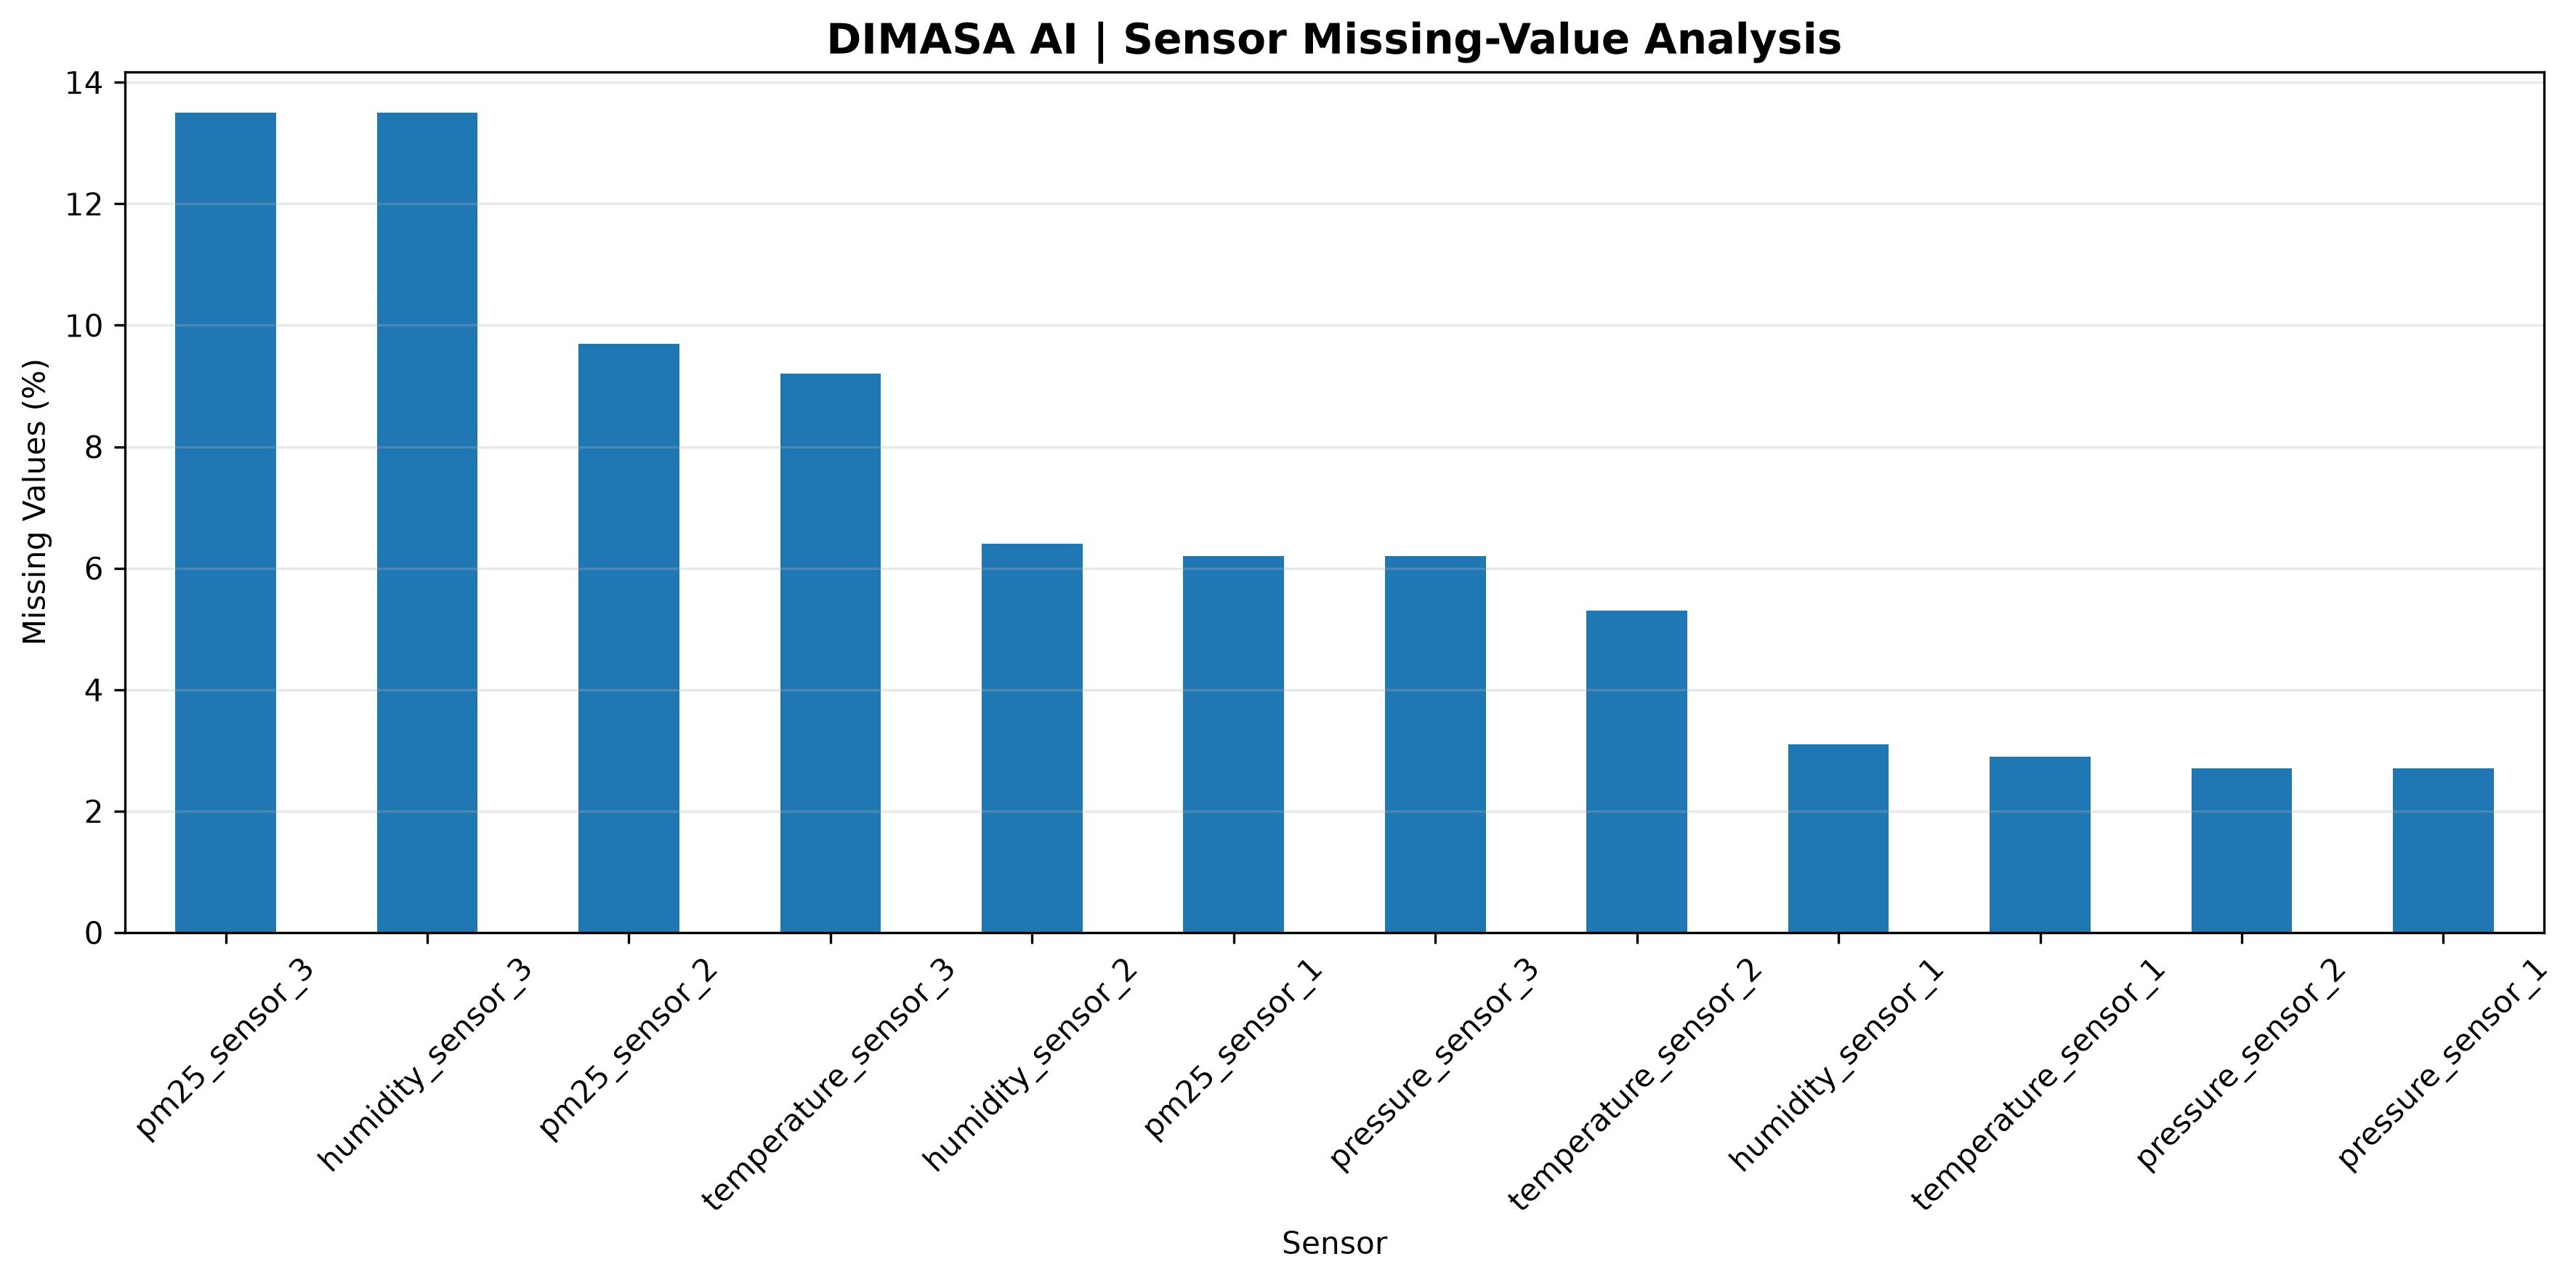 DIMASA AI | Sensor Missing-Value Analysis
Missing Values (%)
14
12
10
8
6
4
2
0
pm25_sensor_3
humidity_sensor_3
pm25_sensor_2
temperature_sensor_3
humidity_sensor_2
pm25_sensor_1
pressure_sensor_3
temperature_sensor_2
humidity_sensor_1
temperature_sensor_1
pressure_sensor_2
pressure_sensor_1
Sensor